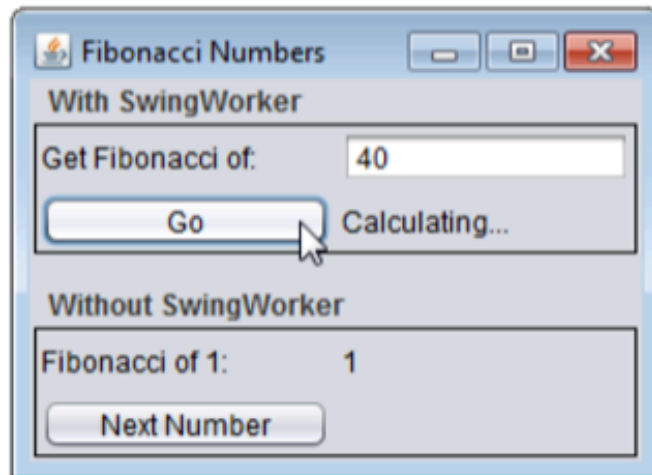 Fibonacci Numbers
With SwingWorker
Get Fibonacci of: 40
Go Calculating...
Without SwingWorker
Fibonacci of 1: 1
Next Number